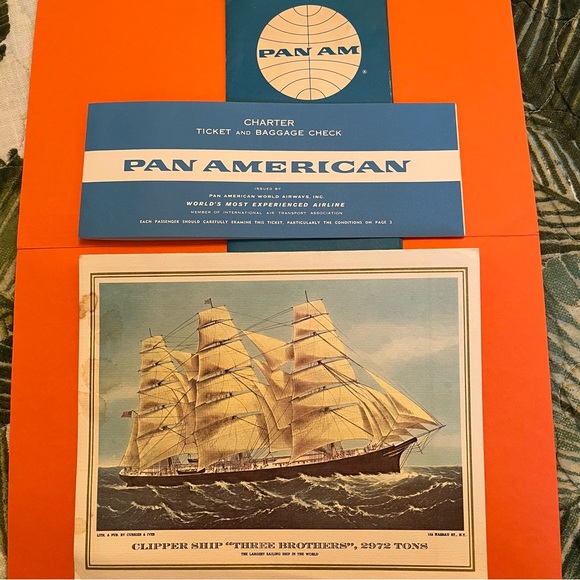 PAN AM
®
CHARTER
TICKET AND BAGGAGE CHECK
PAN AMERICAN
ISSUED BY
PAN AMERICAN WORLD AIRWAYS, INC.
WORLD'S MOST EXPERIENCED AIRLINE
MEMBER OF INTERNATIONAL AIR TRANSPORT ASSOCIATION
EACH PASSENGER SHOULD CAREFULLY EXAMINE THIS TICKET, PARTICULARLY THE CONDITIONS ON PAGE 2
LITH. & PUB. BY CURRIER & IVES
152 NASSAU ST., N.Y.
CLIPPER SHIP "THREE BROTHERS", 2972 TONS
THE LARGEST SAILING SHIP IN THE WORLD